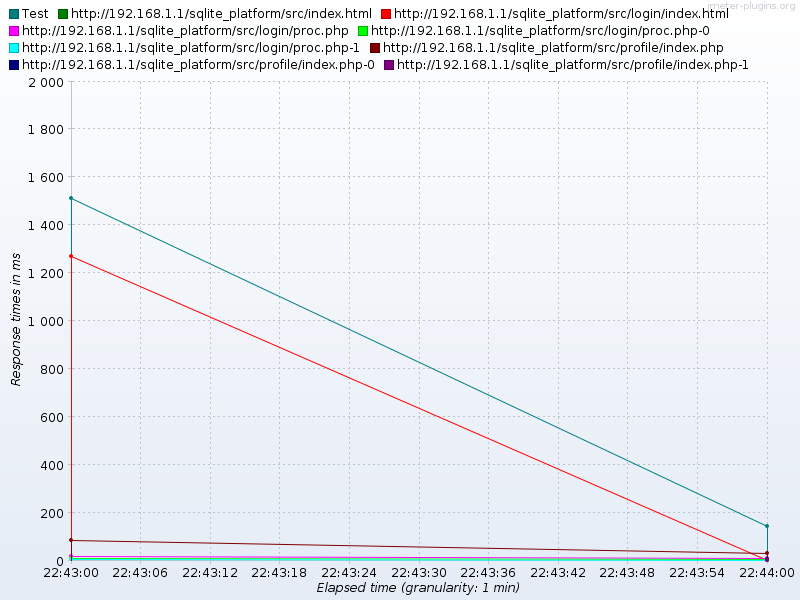 jmeter-plugins.org
Test http://192.168.1.1/sqlite_platform/src/index.html http://192.168.1.1/sqlite_platform/src/login/index.html
http://192.168.1.1/sqlite_platform/src/login/proc.php http://192.168.1.1/sqlite_platform/src/login/proc.php-0
http://192.168.1.1/sqlite_platform/src/login/proc.php-1 http://192.168.1.1/sqlite_platform/src/profile/index.php
http://192.168.1.1/sqlite_platform/src/profile/index.php-0 http://192.168.1.1/sqlite_platform/src/profile/index.php-1
2 000
1 800
1 600
1 400
1 200
1 000
800
600
400
200
0
Response times in ms
22:43:00 22:43:06 22:43:12 22:43:18 22:43:24 22:43:30 22:43:36 22:43:42 22:43:48 22:43:54 22:44:00
Elapsed time (granularity: 1 min)